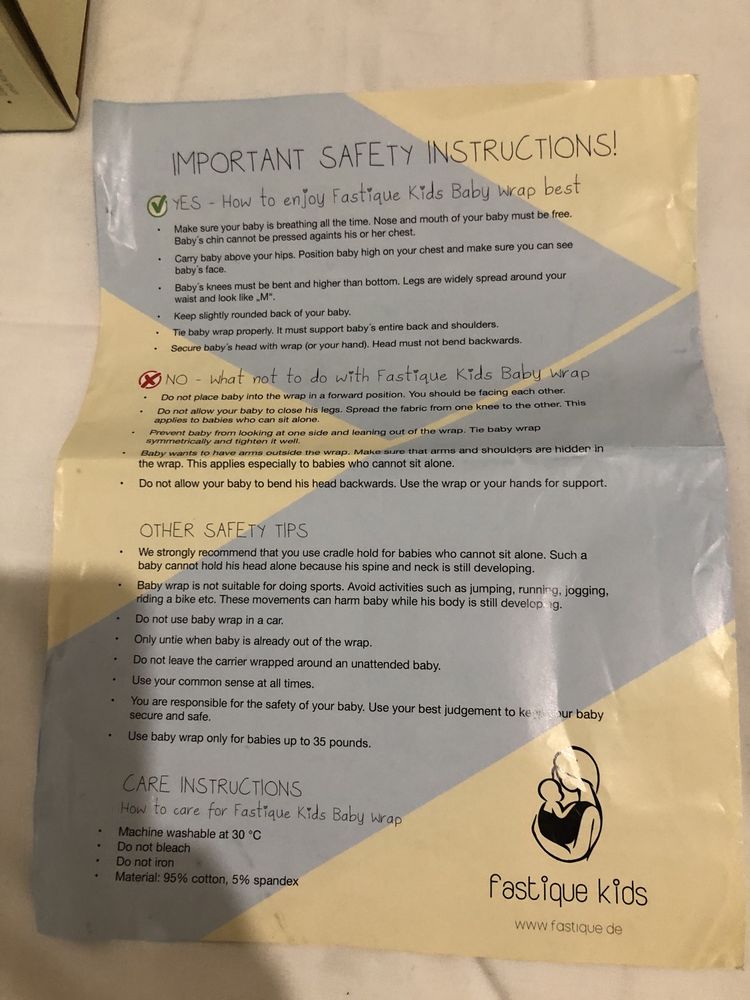 IMPORTANT SAFETY INSTRUCTIONS!
YES - How to enjoy Fastique Kids Baby Wrap best
• Make sure your baby is breathing all the time. Nose and mouth of your baby must be free.
Baby´s chin cannot be pressed againts his or her chest.
• Carry baby above your hips. Position baby high on your chest and make sure you can see
baby´s face.
• Baby´s knees must be bent and higher than bottom. Legs are widely spread around your
waist and look like „M“.
• Keep slightly rounded back of your baby.
• Tie baby wrap properly. It must support baby´s entire back and shoulders.
• Secure baby´s head with wrap (or your hand). Head must not bend backwards.
NO - What not to do with Fastique Kids Baby Wrap
• Do not place baby into the wrap in a forward position. You should be facing each other.
• Do not allow your baby to close his legs. Spread the fabric from one knee to the other. This
applies to babies who can sit alone.
• Prevent baby from looking at one side and leaning out of the wrap. Tie baby wrap
symmetrically and tighten it well.
• Baby wants to have arms outside the wrap. Make sure that arms and shoulders are hidden in
the wrap. This applies especially to babies who cannot sit alone.
• Do not allow your baby to bend his head backwards. Use the wrap or your hands for support.
OTHER SAFETY TIPS
• We strongly recommend that you use cradle hold for babies who cannot sit alone. Such a
baby cannot hold his head alone because his spine and neck is still developing.
• Baby wrap is not suitable for doing sports. Avoid activities such as jumping, running, jogging,
riding a bike etc. These movements can harm baby while his body is still developing.
• Do not use baby wrap in a car.
• Only untie when baby is already out of the wrap.
• Do not leave the carrier wrapped around an unattended baby.
• Use your common sense at all times.
• You are responsible for the safety of your baby. Use your best judgement to keep your baby
secure and safe.
• Use baby wrap only for babies up to 35 pounds.
CARE INSTRUCTIONS
How to care for Fastique Kids Baby Wrap
• Machine washable at 30 °C
• Do not bleach
• Do not iron
• Material: 95% cotton, 5% spandex
fastique kids
www.fastique.de